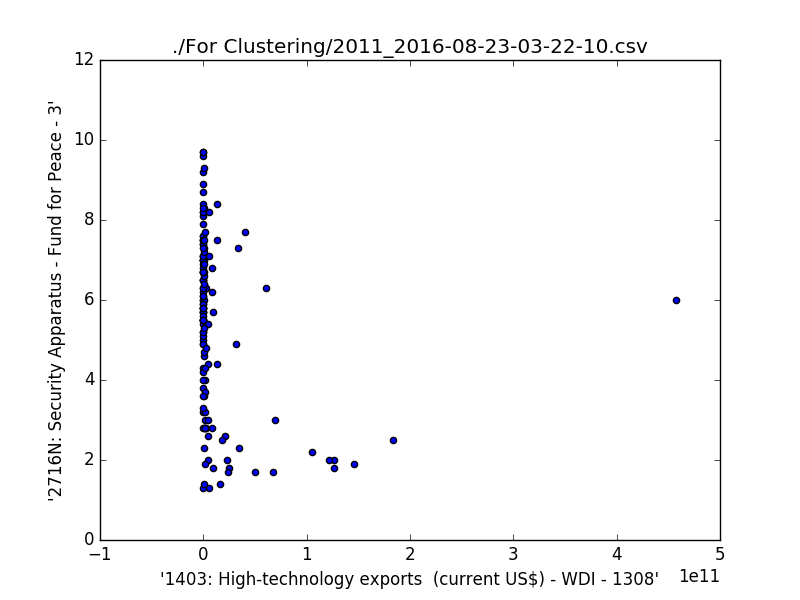 ./For Clustering/2011_2016-08-23-03-22-10.csv
12
10
8
6
4
2
0
'2716N: Security Apparatus - Fund for Peace - 3'
−1 0 1 2 3 4 5
1e11
'1403: High-technology exports  (current US$) - WDI - 1308'